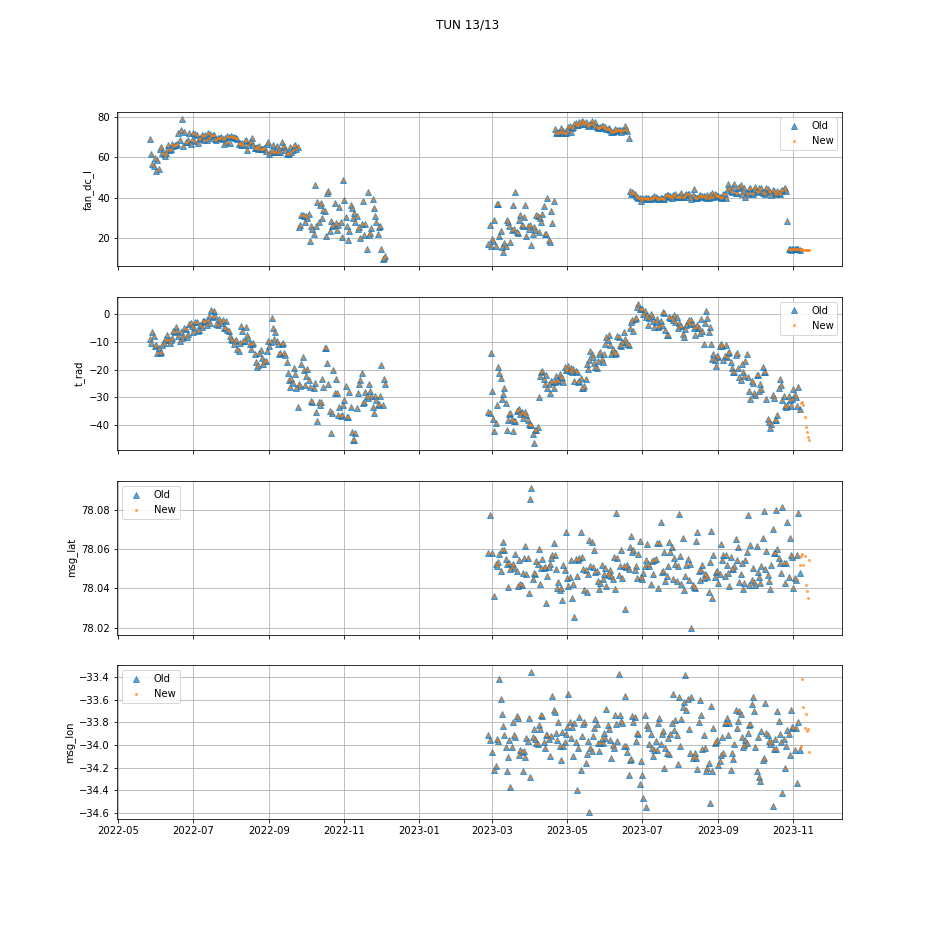 TUN 13/13
80
60
40
20
fan_dc_I
Old
New
0
−10
−20
−30
−40
t_rad
Old
New
78.08
78.06
78.04
78.02
msg_lat
Old
New
−33.4
−33.6
−33.8
−34.0
−34.2
−34.4
−34.6
msg_lon
Old
New
2022-05 2022-07 2022-09 2022-11 2023-01 2023-03 2023-05 2023-07 2023-09 2023-11